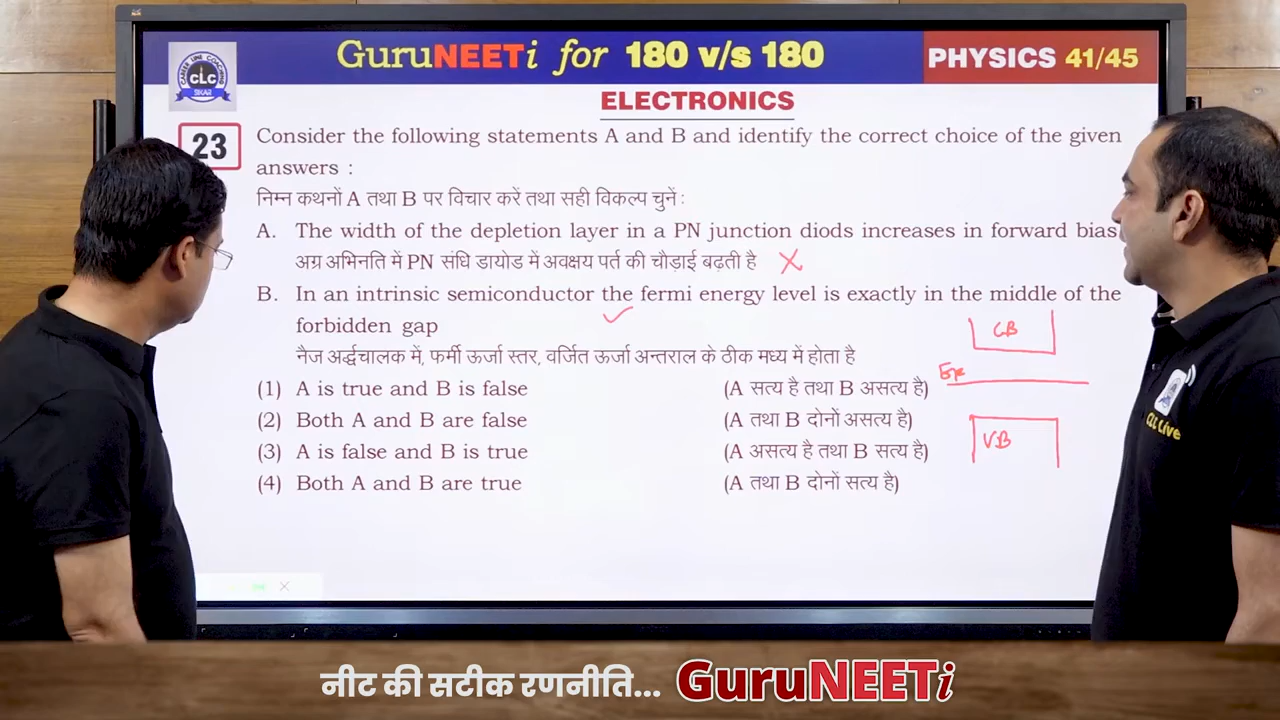 GuruNEETi for 180 v/s 180
PHYSICS 41/45
CLC
SIKAR
ELECTRONICS
23
Consider the following statements A and B and identify the correct choice of the given
answers :
निम्न कथनों A तथा B पर विचार करें तथा सही विकल्प चुनें :
A. The width of the depletion layer in a PN junction diods increases in forward bias
अग्र अभिनति में PN संधि डायोड में अवक्षय पर्त की चौड़ाई बढ़ती है
B. In an intrinsic semiconductor the fermi energy level is exactly in the middle of the
forbidden gap
नैज अर्द्धचालक में, फर्मी ऊर्जा स्तर, वर्जित ऊर्जा अन्तराल के ठीक मध्य में होता है
(1) A is true and B is false (A सत्य है तथा B असत्य है)
(2) Both A and B are false (A तथा B दोनों असत्य है)
(3) A is false and B is true (A असत्य है तथा B सत्य है)
(4) Both A and B are true (A तथा B दोनों सत्य है)
CB
VB
CLC Live
नीट की सटीक रणनीति... GuruNEETi